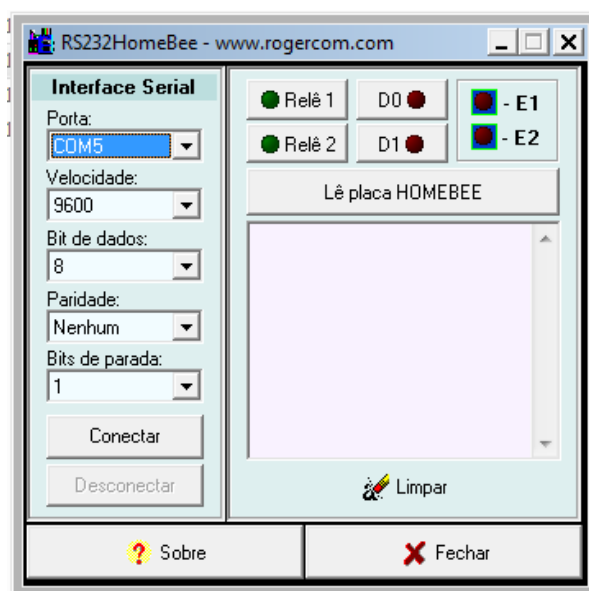 RS232HomeBee - www.rogercom.com
Interface Serial
Porta:
COM5
Velocidade:
9600
Bit de dados:
8
Paridade:
Nenhum
Bits de parada:
1
Conectar
Desconectar
Relê 1
D0
- E1
Relê 2
D1
- E2
Lê placa HOMEBEE
Limpar
Sobre
Fechar